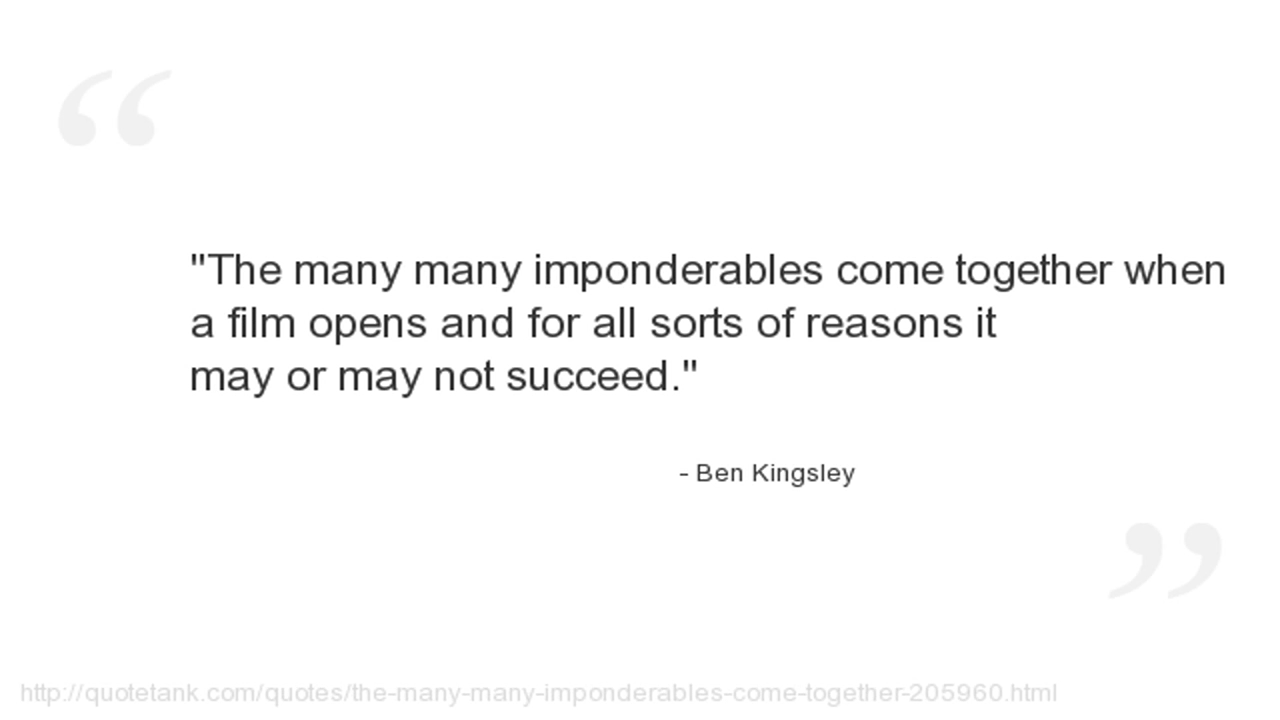 "The many many imponderables come together when
a film opens and for all sorts of reasons it
may or may not succeed."
- Ben Kingsley
http://quotetank.com/quotes/the-many-many-imponderables-come-together-205960.html